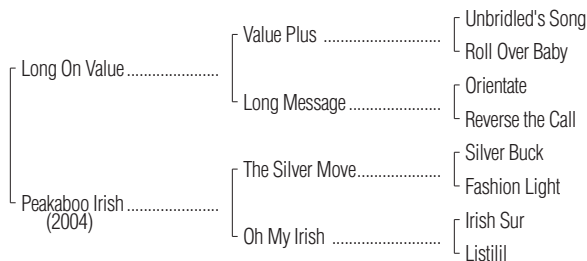 Unbridled's Song
Value Plus ....................
Roll Over Baby
Long On Value ....................
Orientate
Long Message ....................
Reverse the Call
Silver Buck
The Silver Move ....................
Fashion Light
Peakaboo Irish ....................
(2004)
Irish Sur
Oh My Irish ....................
Listilil